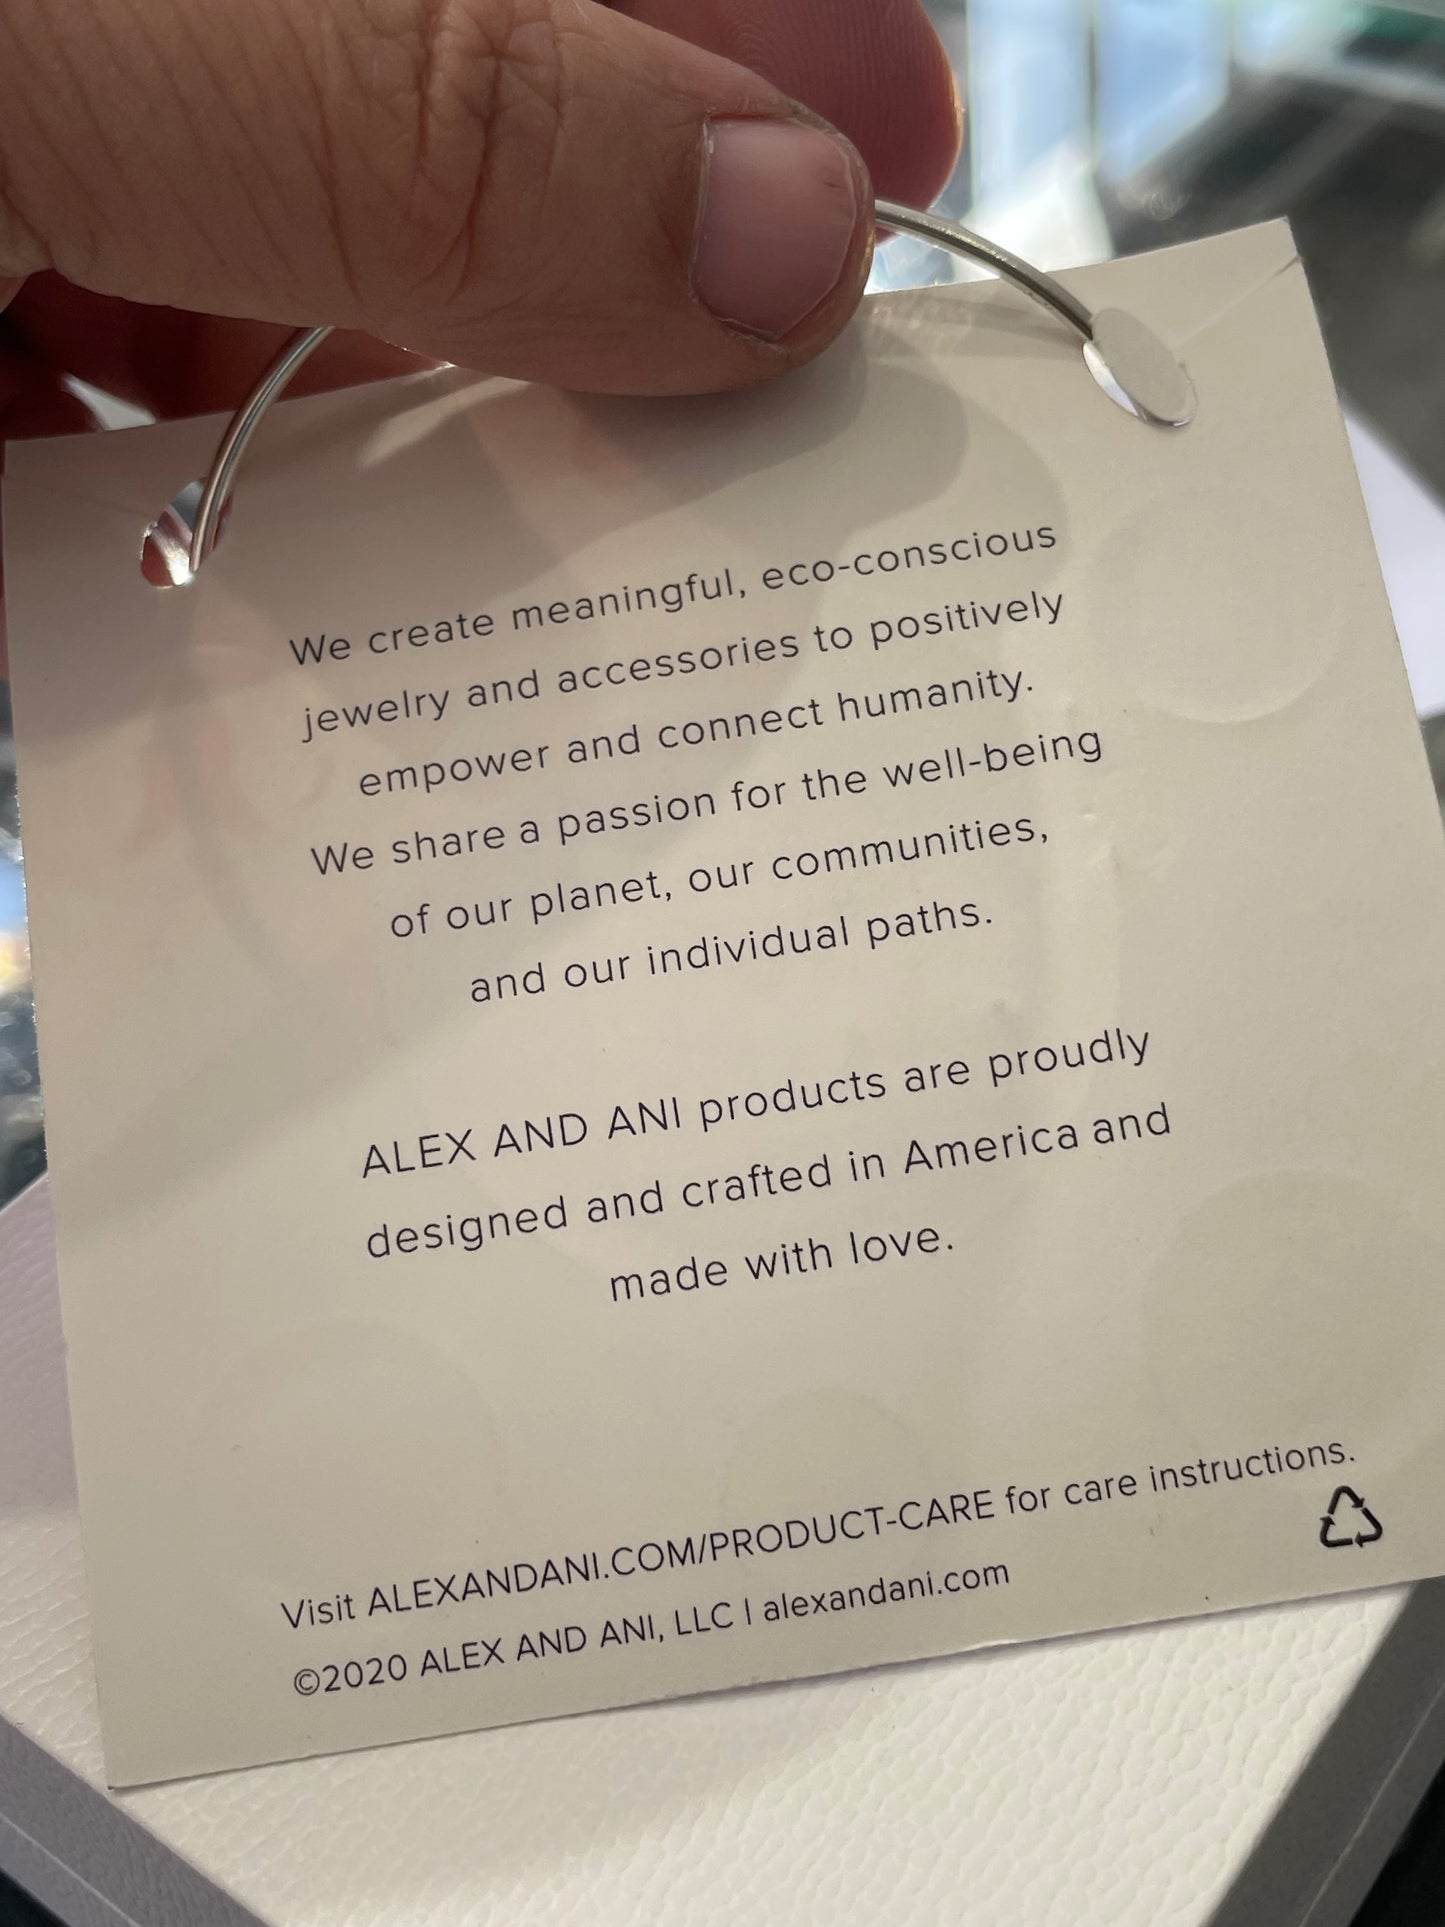 We create meaningful, eco-conscious
jewelry and accessories to positively
empower and connect humanity.
We share a passion for the well-being
of our planet, our communities,
and our individual paths.
ALEX AND ANI products are proudly
designed and crafted in America and
made with love.
Visit ALEXANDANI.COM/PRODUCT-CARE for care instructions.
©2020 ALEX AND ANI, LLC | alexandani.com